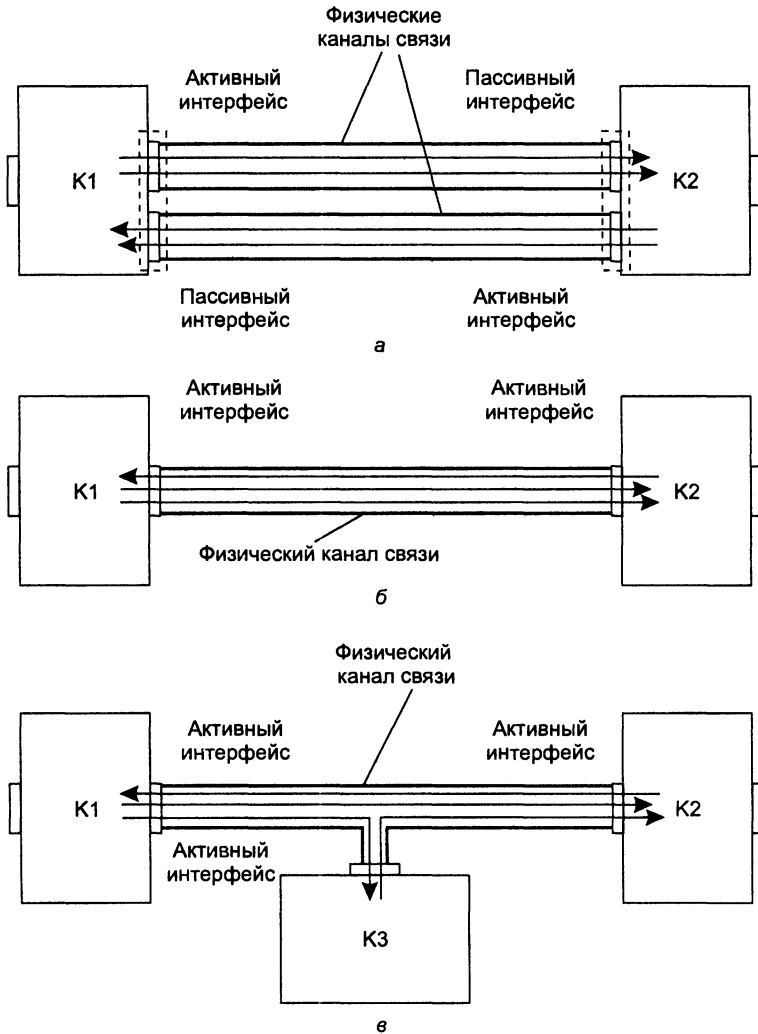 Физические
каналы связи
Активный
интерфейс
Пассивный
интерфейс
K1
K2
Пассивный
интерфейс
Активный
интерфейс
а
Активный
интерфейс
Активный
интерфейс
K1
K2
Физический канал связи
б
Физический
канал связи
Активный
интерфейс
Активный
интерфейс
K1
K2
Активный
интерфейс
K3
в